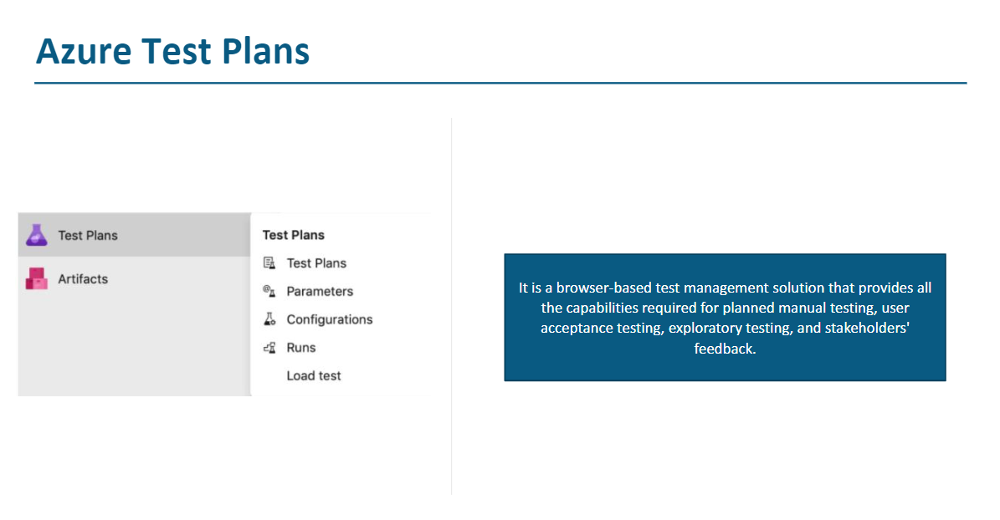 Azure Test Plans
Test Plans
Artifacts
Test Plans
Test Plans
Parameters
Configurations
Runs
Load test
It is a browser-based test management solution that provides all
the capabilities required for planned manual testing, user
acceptance testing, exploratory testing, and stakeholders'
feedback.